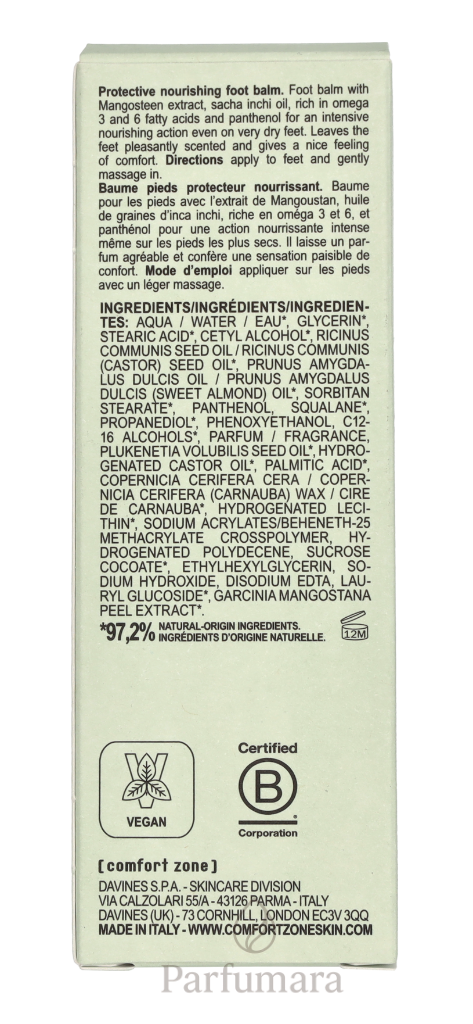 Protective nourishing foot balm. Foot balm with
Mangosteen extract, sacha inchi oil, rich in omega
3 and 6 fatty acids and panthenol for an intensive
nourishing action even on very dry feet. Leaves the
feet pleasantly scented and gives a nice feeling
of comfort. Directions apply to feet and gently
massage in.
Baume pieds protecteur nourrissant. Baume
pour les pieds avec l'extrait de Mangoustan, huile
de graines d'inca inchi, riche en oméga 3 et 6, et
panthénol pour une action nourrissante intense
même sur les pieds les plus secs. Il laisse un par-
fum agréable et confère une sensation paisible de
confort. Mode d'emploi appliquer sur les pieds
avec un léger massage.
INGREDIENTS/INGRÉDIENTS/INGREDIEN-
TES: AQUA / WATER / EAU*, GLYCERIN*,
STEARIC ACID*, CETYL ALCOHOL*, RICINUS
COMMUNIS SEED OIL / RICINUS COMMUNIS
(CASTOR) SEED OIL*, PRUNUS AMYGDA-
LUS DULCIS OIL / PRUNUS AMYGDALUS
DULCIS (SWEET ALMOND) OIL*, SORBITAN
STEARATE*, PANTHENOL, SQUALANE*,
PROPANEDIOL*, PHENOXYETHANOL, C12-
16 ALCOHOLS*, PARFUM / FRAGRANCE,
PLUKENETIA VOLUBILIS SEED OIL*, HYDRO-
GENATED CASTOR OIL*, PALMITIC ACID*,
COPERNICIA CERIFERA CERA / COPER-
NICIA CERIFERA (CARNAUBA) WAX / CIRE
DE CARNAUBA*, HYDROGENATED LECI-
THIN*, SODIUM ACRYLATES/BEHENETH-25
METHACRYLATE CROSSPOLYMER, HY-
DROGENATED POLYDECENE, SUCROSE
COCOATE*, ETHYLHEXYLGLYCERIN, SO-
DIUM HYDROXIDE, DISODIUM EDTA, LAU-
RYL GLUCOSIDE*, GARCINIA MANGOSTANA
PEEL EXTRACT*.
*97,2% NATURAL-ORIGIN INGREDIENTS.
INGRÉDIENTS D'ORIGINE NATURELLE.
12M
VEGAN
Certified
B
Corporation
[ comfort zone ]
DAVINES S.P.A. - SKINCARE DIVISION
VIA CALZOLARI 55/A - 43126 PARMA - ITALY
DAVINES (UK) - 73 CORNHILL, LONDON EC3V 3QQ
MADE IN ITALY - WWW.COMFORTZONESKIN.COM
Parfumara